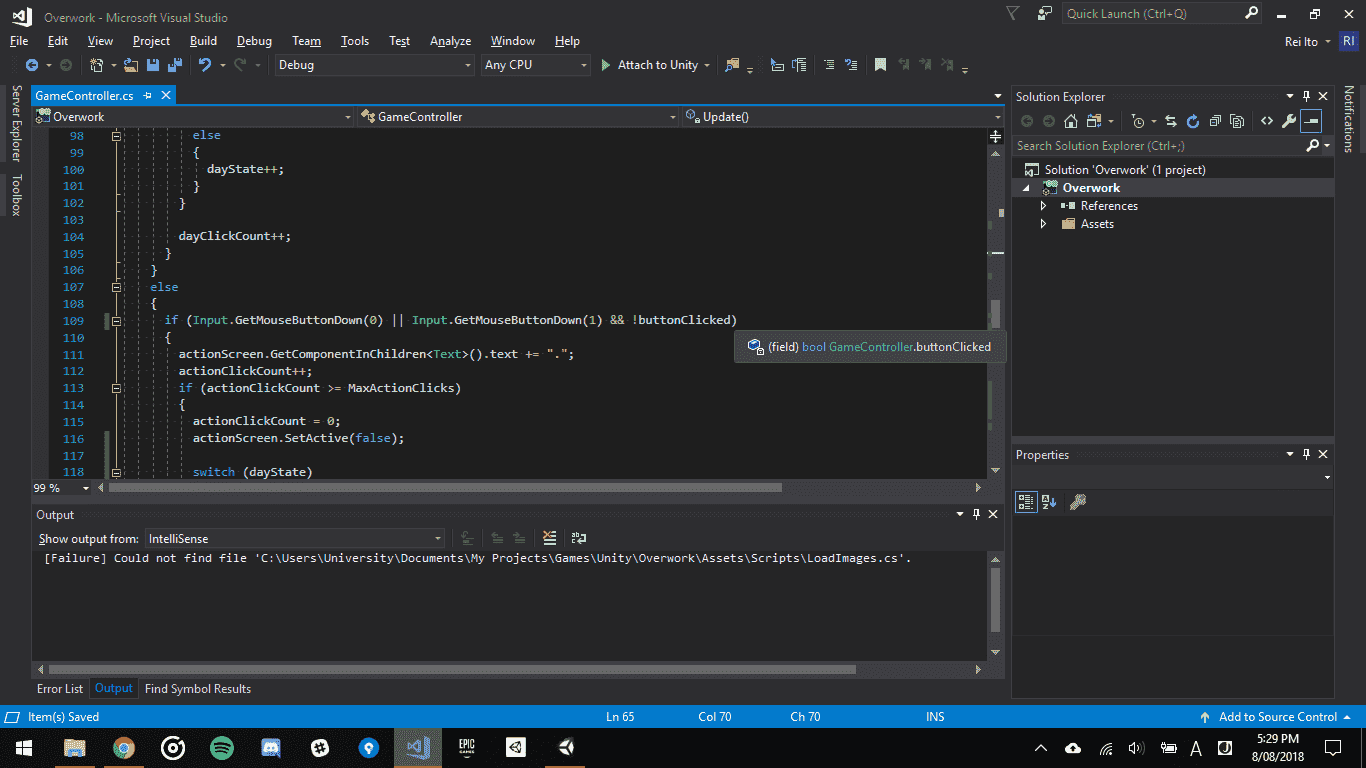 Overwork - Microsoft Visual Studio
Quick Launch (Ctrl+Q)
File Edit View Project Build Debug Team Tools Test Analyze Window Help
Rei Ito RI
Debug Any CPU Attach to Unity
Server Explorer
Toolbox
GameController.cs
Overwork GameController Update()
98 else
99 {
100 dayState++;
101 }
102 }
103
104 dayClickCount++;
105 }
106 }
107 else
108 {
109 if (Input.GetMouseButtonDown(0) || Input.GetMouseButtonDown(1) && !buttonClicked)
110 {
(field) bool GameController.buttonClicked
111 actionScreen.GetComponentInChildren<Text>().text += ".";
112 actionClickCount++;
113 if (actionClickCount >= MaxActionClicks)
114 {
115 actionClickCount = 0;
116 actionScreen.SetActive(false);
117
118 switch (dayState)
99 %
Output
Show output from: IntelliSense
[Failure] Could not find file 'C:\Users\University\Documents\My Projects\Games\Unity\Overwork\Assets\Scripts\LoadImages.cs'.
Error List Output Find Symbol Results
Solution Explorer
Search Solution Explorer (Ctrl+;)
Solution 'Overwork' (1 project)
Overwork
References
Assets
Properties
Notifications
Item(s) Saved Ln 65 Col 70 Ch 70 INS Add to Source Control
EPIC
GAMES
A
J
5:29 PM
8/08/2018